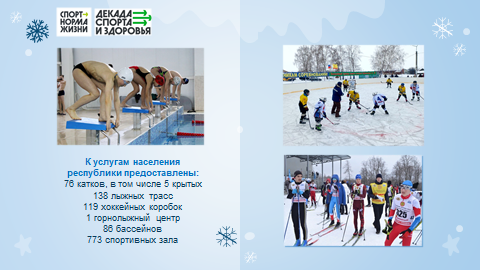 СПОРТ
НОРМА
ЖИЗНИ
ДЕКАДА
СПОРТА
И ЗДОРОВЬЯ
К услугам населения
республики предоставлены:
76 катков, в том числе 5 крытых
138 лыжных трасс
119 хоккейных коробок
1 горнолыжный центр
86 бассейнов
773 спортивных зала